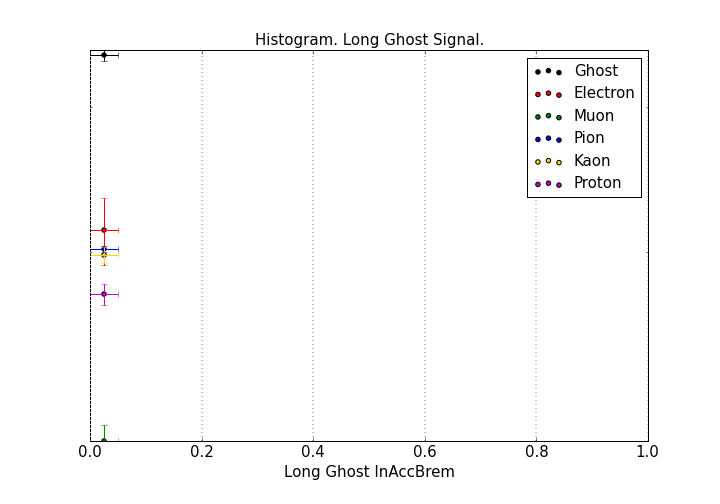 Histogram. Long Ghost Signal.
Ghost
Electron
Muon
Pion
Kaon
Proton
0.0 0.2 0.4 0.6 0.8 1.0
Long Ghost InAccBrem